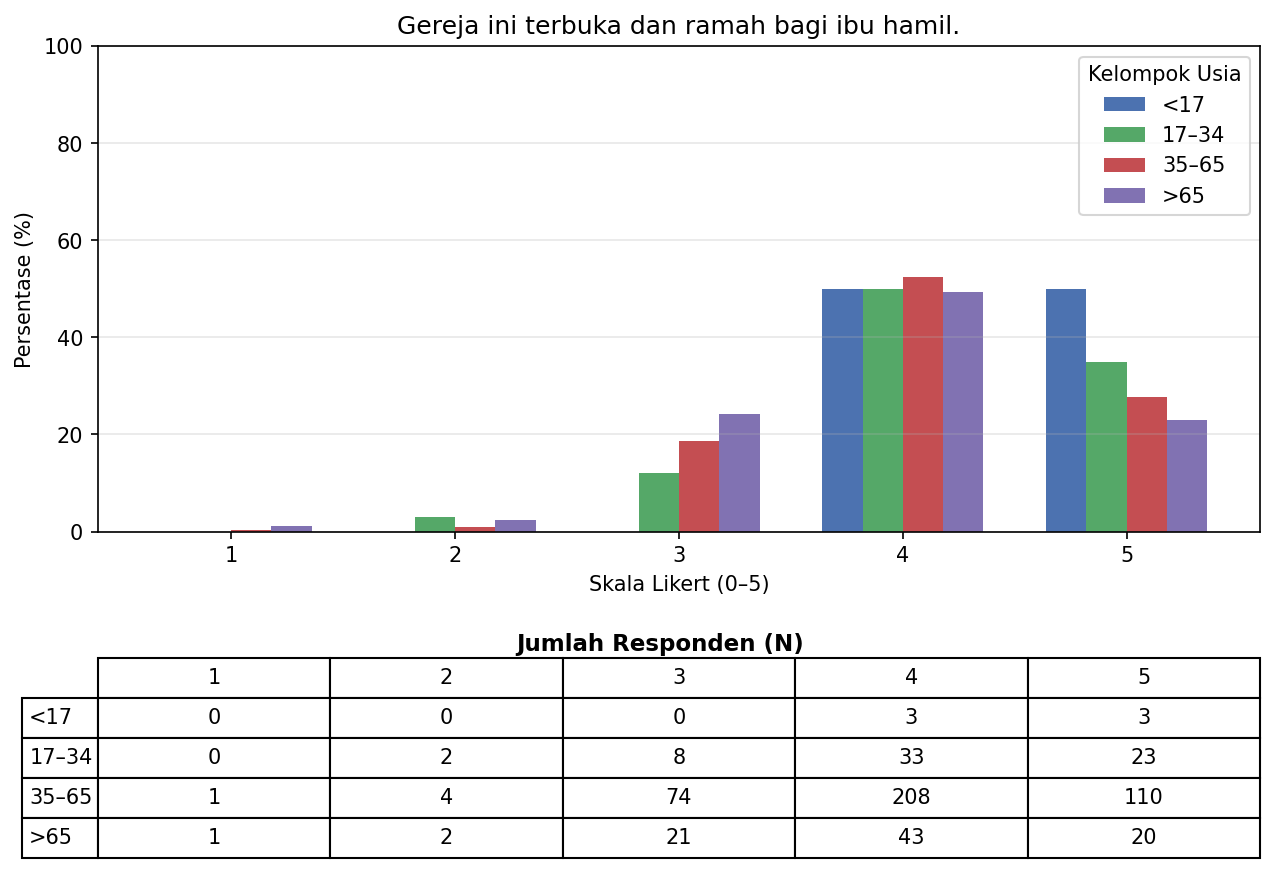 Gereja ini terbuka dan ramah bagi ibu hamil.
100
80
60
40
20
0
Persentase (%)
Kelompok Usia
<17
17–34
35–65
>65
1 2 3 4 5
Skala Likert (0–5)
Jumlah Responden (N)
1 2 3 4 5
<17 0 0 0 3 3
17–34 0 2 8 33 23
35–65 1 4 74 208 110
>65 1 2 21 43 20